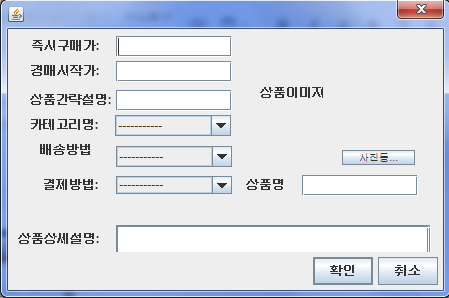 즉시구매가:
경매시작가:
상품간략설명:
상품이미지
카테고리명: -----------
배송방법 -----------
사진등...
결제방법: -----------
상품명
상품상세설명:
확인 취소